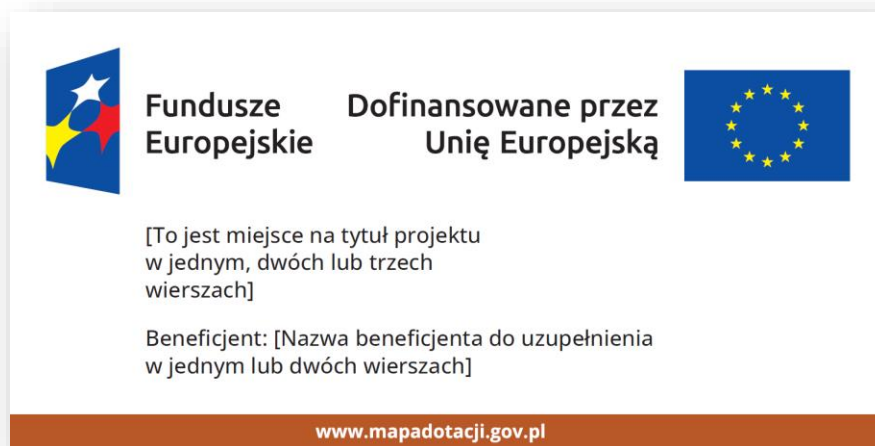 Fundusze
Europejskie
Dofinansowane przez
Unię Europejską
[To jest miejsce na tytuł projektu
w jednym, dwóch lub trzech
wierszach]
Beneficjent: [Nazwa beneficjenta do uzupełnienia
w jednym lub dwóch wierszach]
www.mapadotacji.gov.pl